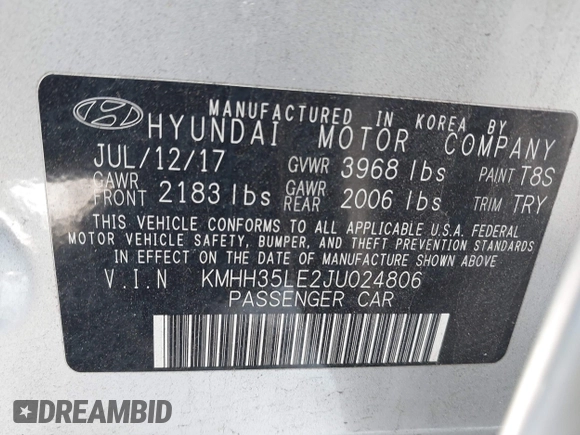 MANUFACTURED IN KOREA BY
HYUNDAI MOTOR COMPANY
JUL/12/17 GVWR 3968 lbs PAINT T8S
GAWR FRONT 2183 lbs GAWR REAR 2006 lbs TRIM TRY
THIS VEHICLE CONFORMS TO ALL APPLICABLE U.S.A. FEDERAL
MOTOR VEHICLE SAFETY, BUMPER, AND THEFT PREVENTION STANDARDS
IN EFFECT ON THE DATE OF MANUFACTURE SHOWN ABOVE.
V.I.N KMHH35LE2JU024806
PASSENGER CAR
DREAMBID